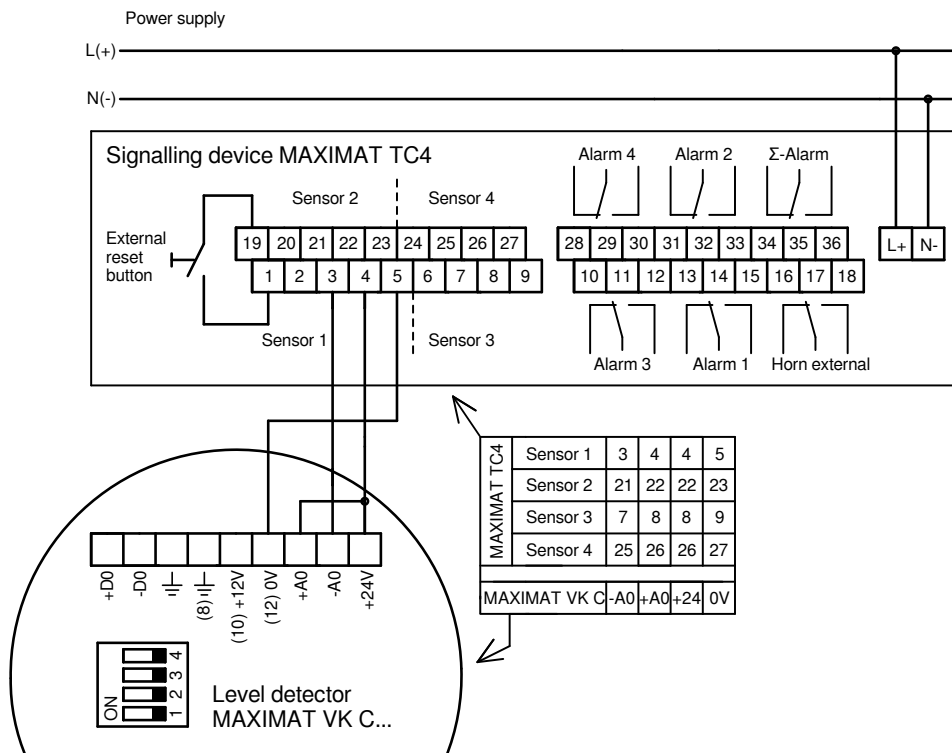 Power supply
L(+)
N(-)
Signalling device MAXIMAT TC4
Alarm 4 Alarm 2 Σ-Alarm
Sensor 2 Sensor 4
External
reset
button
19 20 21 22 23 24 25 26 27
28 29 30 31 32 33 34 35 36
L+ N-
1 2 3 4 5 6 7 8 9
10 11 12 13 14 15 16 17 18
Sensor 1 Sensor 3
Alarm 3 Alarm 1 Horn external
MAXIMAT TC4
Sensor 1 3 4 4 5
Sensor 2 21 22 22 23
Sensor 3 7 8 8 9
Sensor 4 25 26 26 27
MAXIMAT VK C -A0 +A0 +24 0V
+D0
-D0
(8)
(10) +12V
(12) 0V
+A0
-A0
+24V
ON
4
3
2
1
Level detector
MAXIMAT VK C...